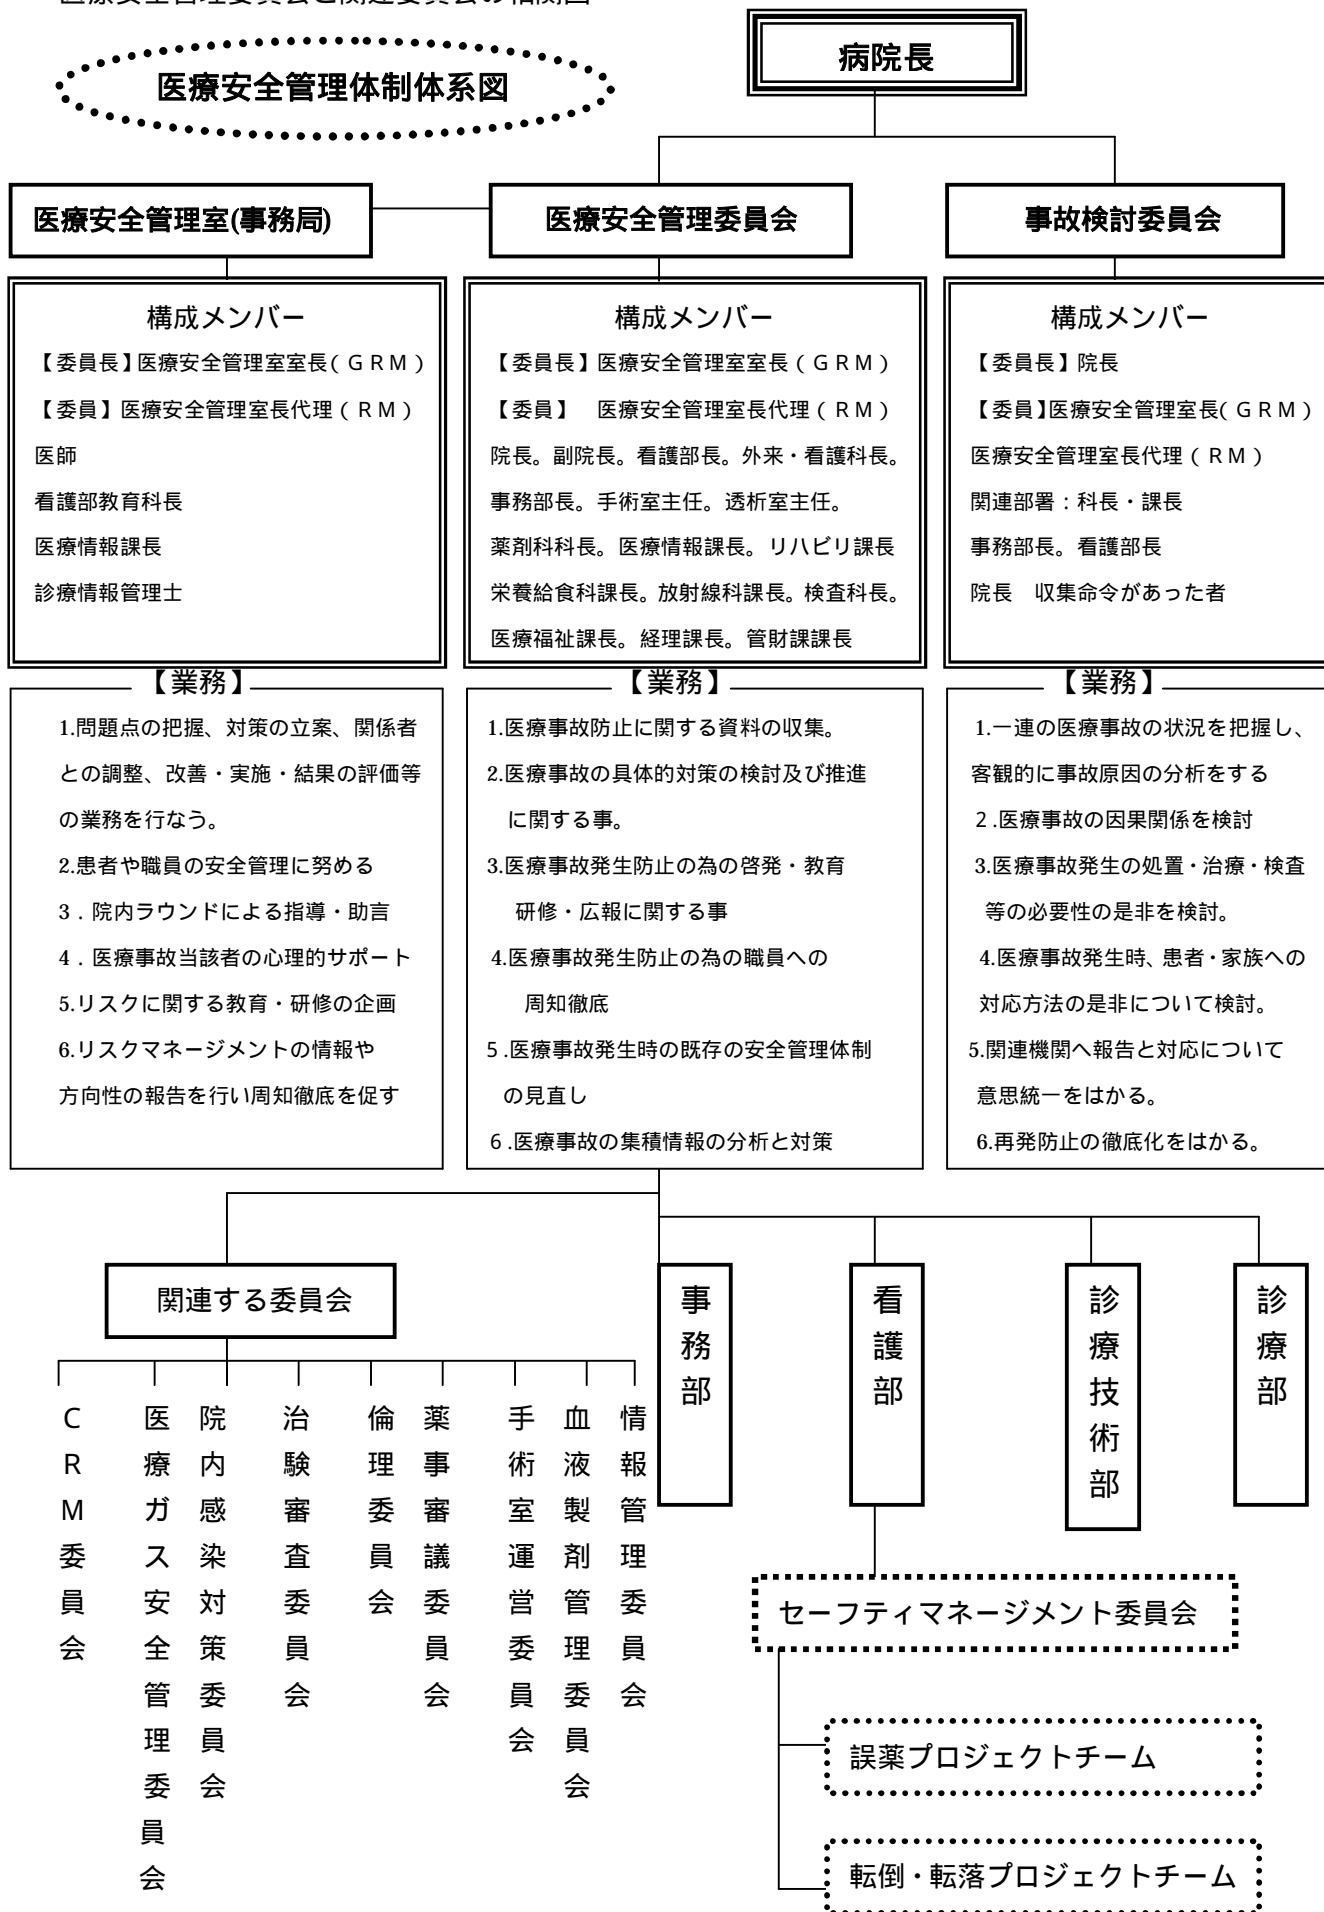 医療安全管理委員会と関連委員会の相関図
医療安全管理体制体系図
病院長
医療安全管理室(事務局)
医療安全管理委員会
事故検討委員会
構成メンバー
【委員長】医療安全管理室室長(GRM)
【委員】医療安全管理室長代理(RM)
医師
看護部教育科長
医療情報課長
診療情報管理士
構成メンバー
【委員長】医療安全管理室室長(GRM)
【委員】 医療安全管理室長代理(RM)
院長。副院長。看護部長。外来・看護科長。
事務部長。手術室主任。透析室主任。
薬剤科科長。医療情報課長。リハビリ課長
栄養給食科課長。放射線科課長。検査科長。
医療福祉課長。経理課長。管財課課長
構成メンバー
【委員長】院長
【委員】医療安全管理室長(GRM)
医療安全管理室長代理(RM)
関連部署:科長・課長
事務部長。看護部長
院長 収集命令があった者
【業務】
1.問題点の把握、対策の立案、関係者
との調整、改善・実施・結果の評価等
の業務を行なう。
2.患者や職員の安全管理に努める
3.院内ラウンドによる指導・助言
4.医療事故当該者の心理的サポート
5.リスクに関する教育・研修の企画
6.リスクマネージメントの情報や
方向性の報告を行い周知徹底を促す
【業務】
1.医療事故防止に関する資料の収集。
2.医療事故の具体的対策の検討及び推進
に関する事。
3.医療事故発生防止の為の啓発・教育
研修・広報に関する事
4.医療事故発生防止の為の職員への
周知徹底
5.医療事故発生時の既存の安全管理体制
の見直し
6.医療事故の集積情報の分析と対策
【業務】
1.一連の医療事故の状況を把握し、
客観的に事故原因の分析をする
2.医療事故の因果関係を検討
3.医療事故発生の処置・治療・検査
等の必要性の是非を検討。
4.医療事故発生時、患者・家族への
対応方法の是非について検討。
5.関連機関へ報告と対応について
意思統一をはかる。
6.再発防止の徹底化をはかる。
関連する委員会
事務部
看護部
診療技術部
診療部
CRM委員会
医療ガス安全管理委員会
院内感染対策委員会
治験審査委員会
倫理委員会
薬事審議委員会
手術室運営委員会
血液製剤管理委員会
情報管理委員会
セーフティマネージメント委員会
誤薬プロジェクトチーム
転倒・転落プロジェクトチーム